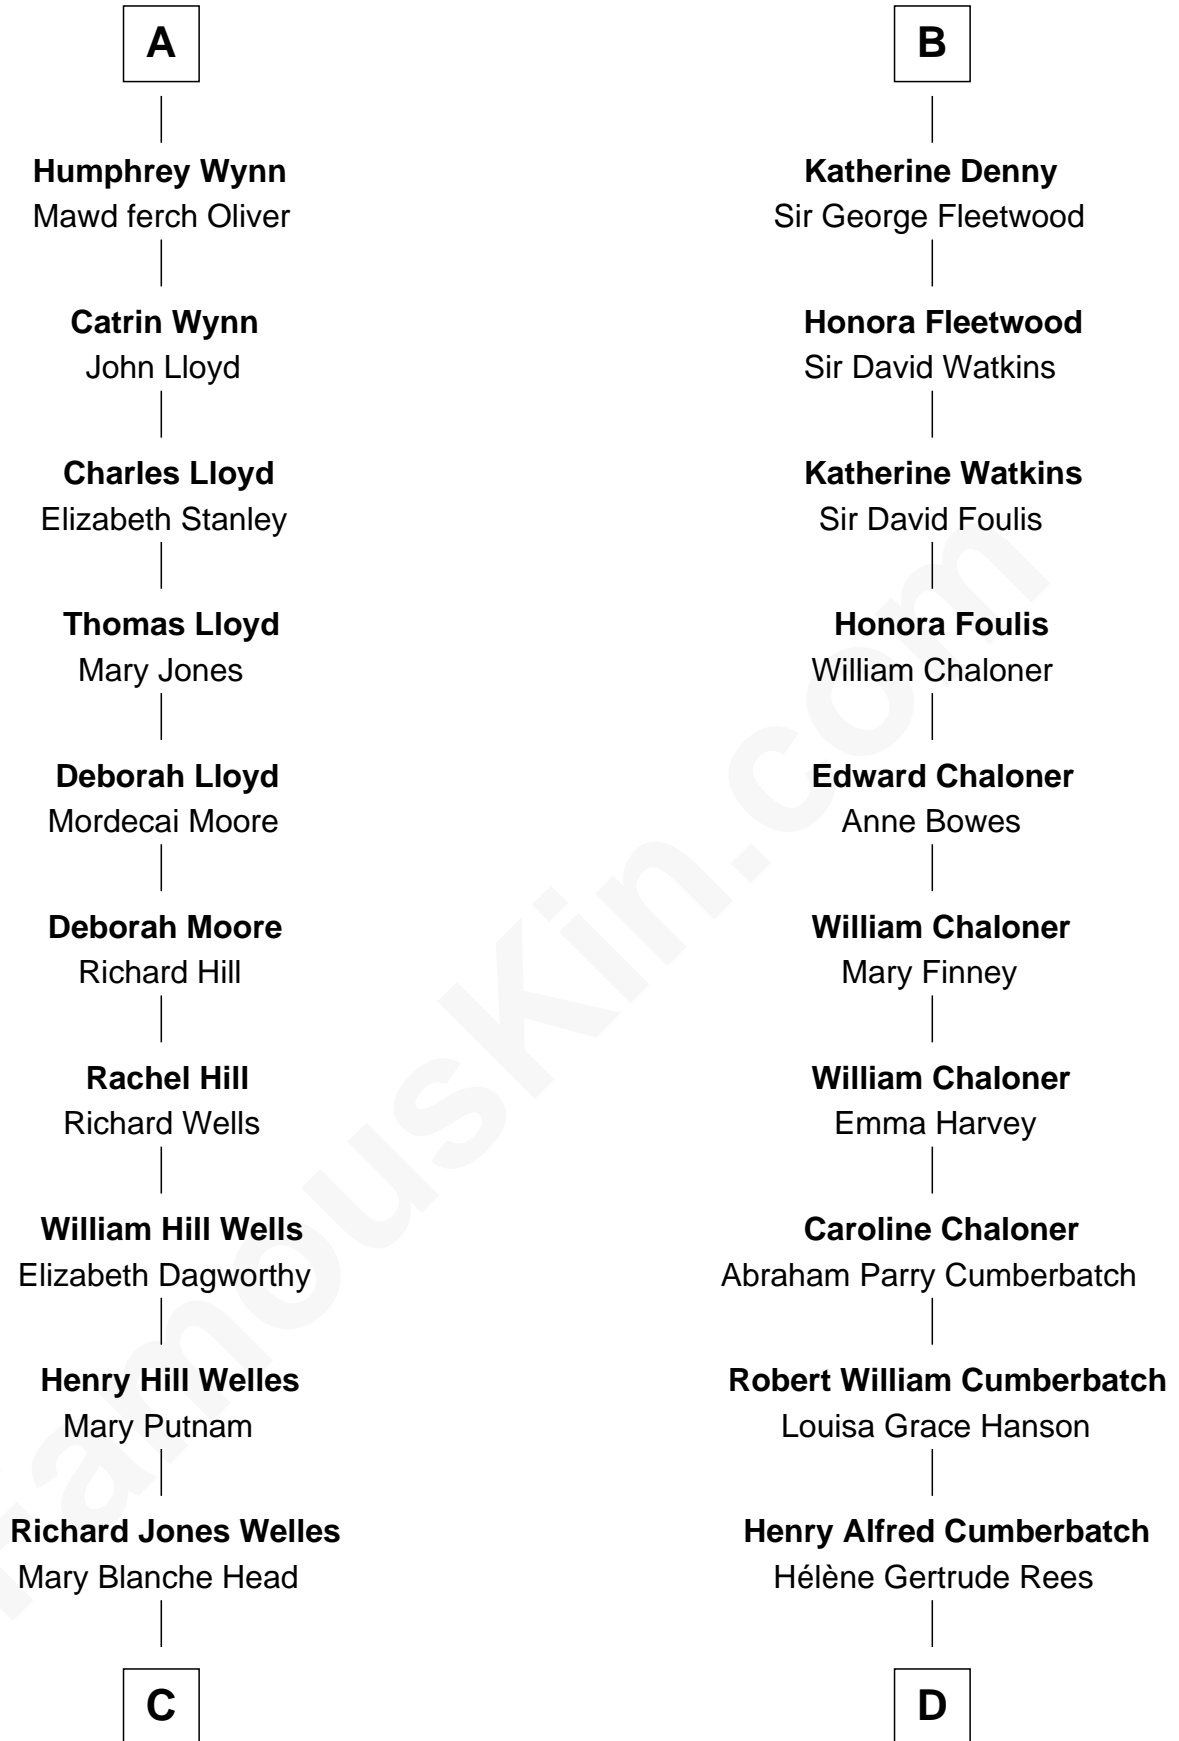 A
Humphrey Wynn
Mawd ferch Oliver
Catrin Wynn
John Lloyd
Charles Lloyd
Elizabeth Stanley
Thomas Lloyd
Mary Jones
Deborah Lloyd
Mordecai Moore
Deborah Moore
Richard Hill
Rachel Hill
Richard Wells
William Hill Wells
Elizabeth Dagworthy
Henry Hill Welles
Mary Putnam
Richard Jones Welles
Mary Blanche Head
C
B
Katherine Denny
Sir George Fleetwood
Honora Fleetwood
Sir David Watkins
Katherine Watkins
Sir David Foulis
Honora Foulis
William Chaloner
Edward Chaloner
Anne Bowes
William Chaloner
Mary Finney
William Chaloner
Emma Harvey
Caroline Chaloner
Abraham Parry Cumberbatch
Robert William Cumberbatch
Louisa Grace Hanson
Henry Alfred Cumberbatch
Hélène Gertrude Rees
D
FamousKin.com